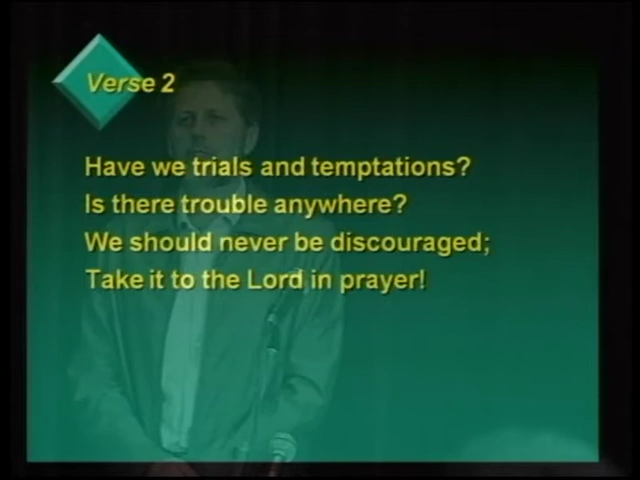 Verse 2
Have we trials and temptations?
Is there trouble anywhere?
We should never be discouraged;
Take it to the Lord in prayer!